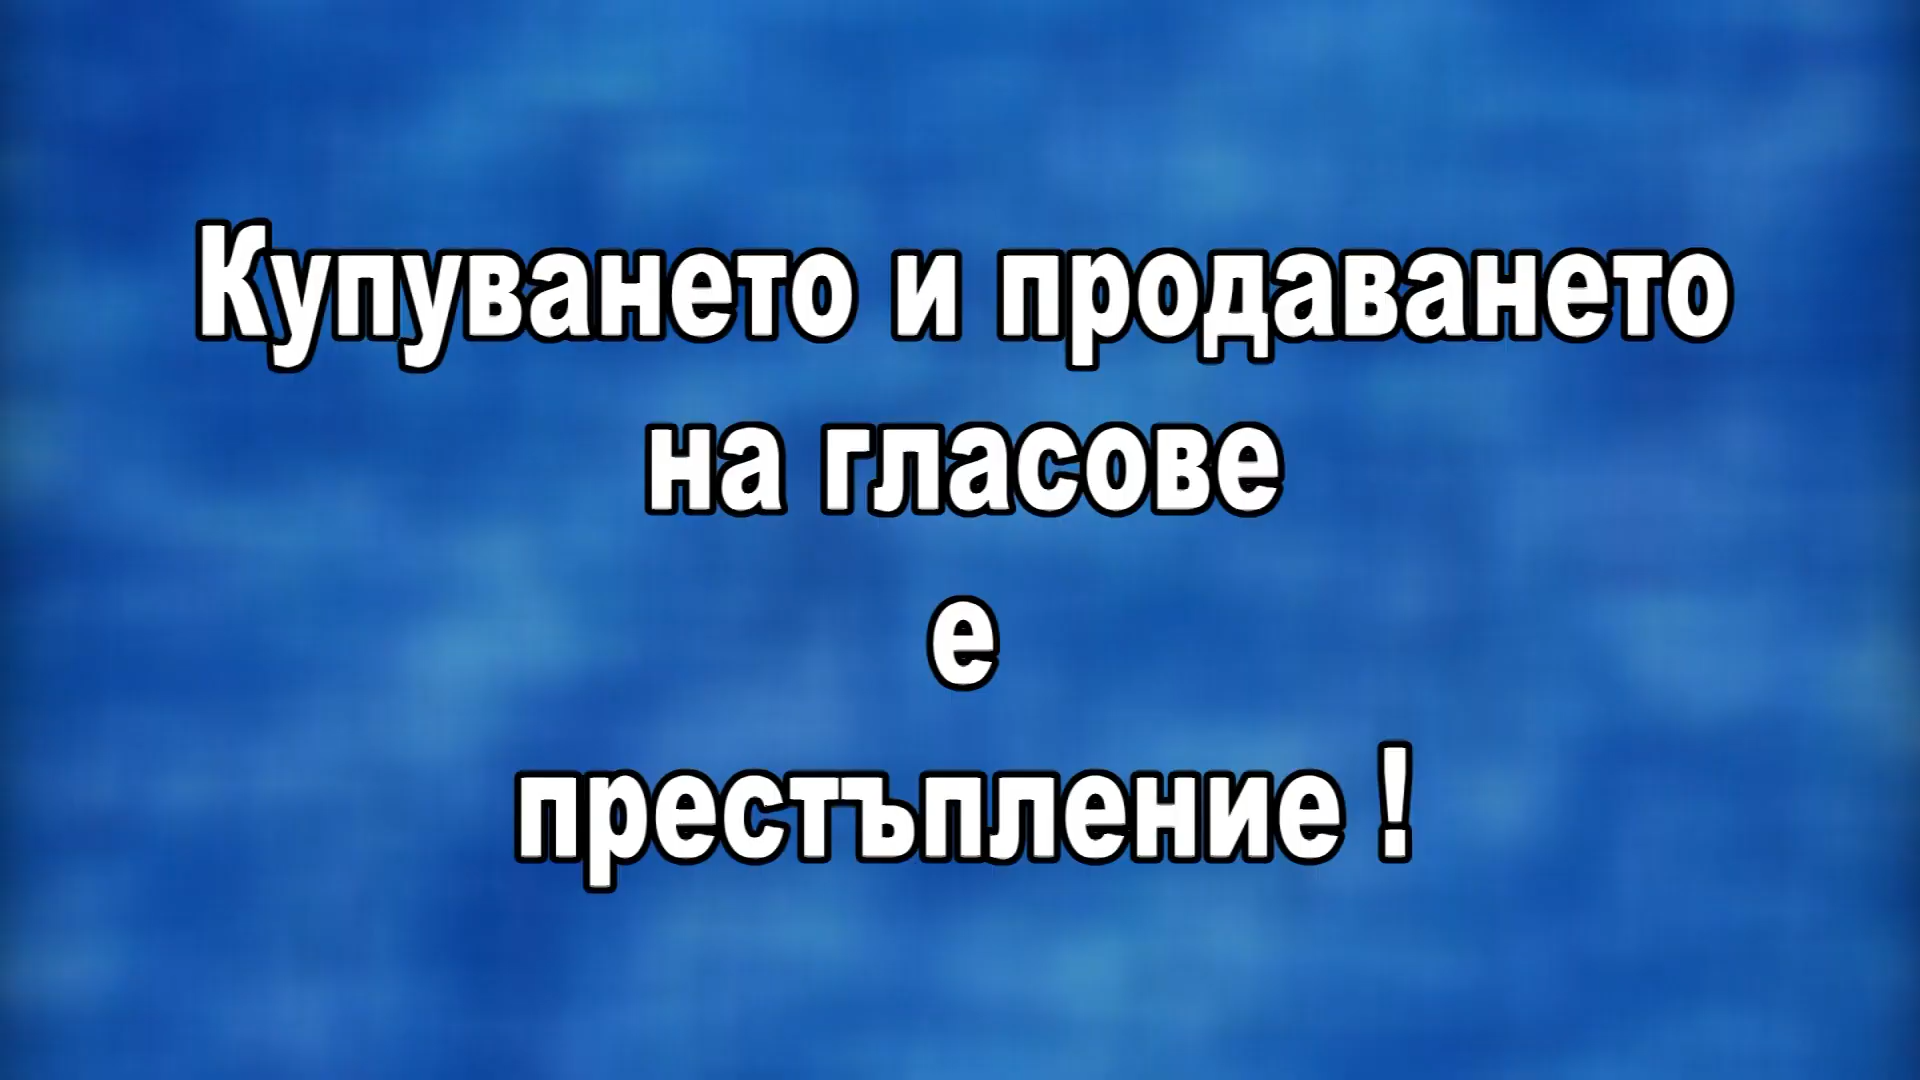 Купуването и продаването
на гласове
е
престъпление !